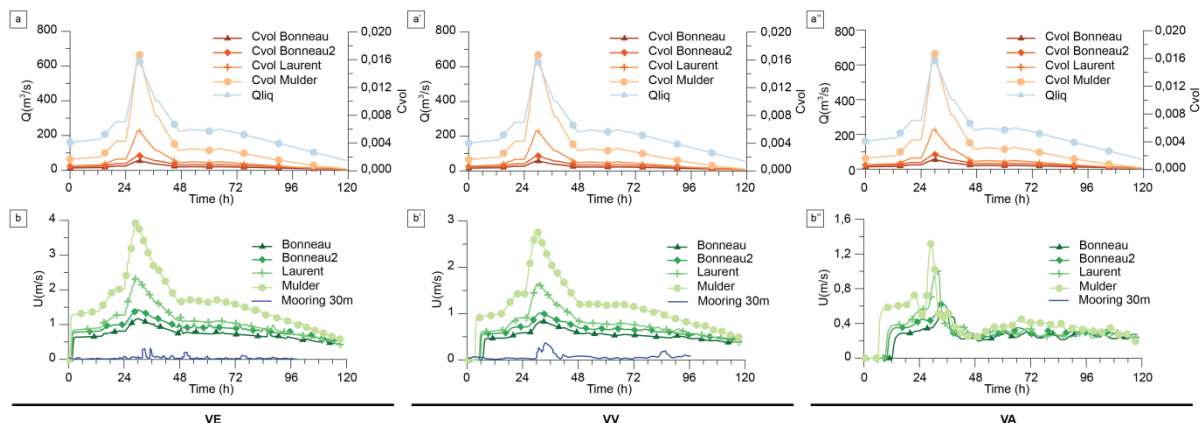 a
800
600
400
200
0
Q(m³/s)
0,020
0,016
0,012
0,008
0,004
0,000
Cvol
Cvol Bonneau
Cvol Bonneau2
Cvol Laurent
Cvol Mulder
Qliq
0 24 48 72 96 120
Time (h)
a'
800
600
400
200
0
Q(m³/s)
0,020
0,016
0,012
0,008
0,004
0,000
Cvol
Cvol Bonneau
Cvol Bonneau2
Cvol Laurent
Cvol Mulder
Qliq
0 24 48 72 96 120
Time (h)
a''
800
600
400
200
0
Q(m³/s)
0,020
0,016
0,012
0,008
0,004
0,000
Cvol
Cvol Bonneau
Cvol Bonneau2
Cvol Laurent
Cvol Mulder
Qliq
0 24 48 72 96 120
Time (h)
b
4
3
2
1
0
U(m/s)
Bonneau
Bonneau2
Laurent
Mulder
Mooring 30m
0 24 48 72 96 120
Time (h)
VE
b'
3
2
1
0
U(m/s)
Bonneau
Bonneau2
Laurent
Mulder
Mooring 30m
0 24 48 72 96 120
Time (h)
VV
b''
1,6
1,2
0,8
0,4
0
U(m/s)
Bonneau
Bonneau2
Laurent
Mulder
Mooring 30m
0 24 48 72 96 120
Time (h)
VA